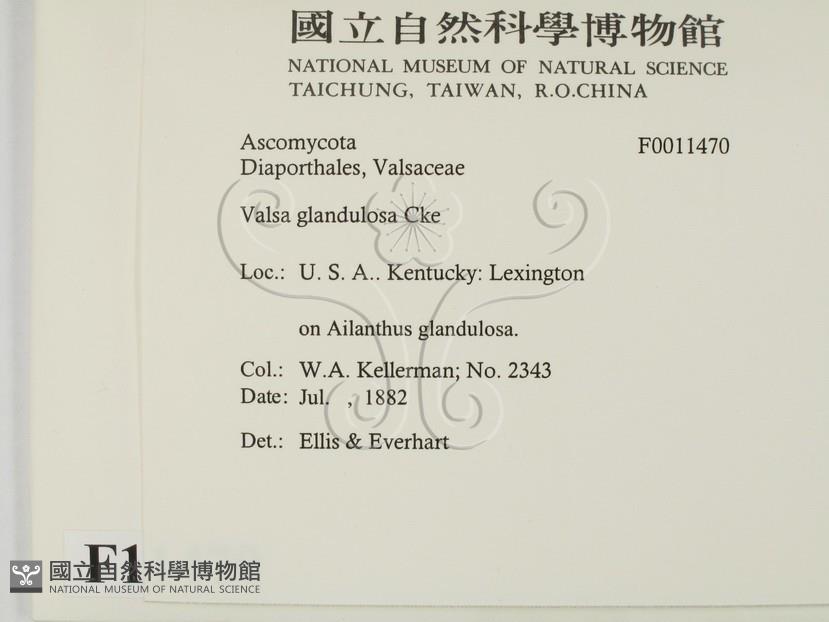 國立自然科學博物館
NATIONAL MUSEUM OF NATURAL SCIENCE
TAICHUNG, TAIWAN, R.O.CHINA
Ascomycota F0011470
Diaporthales, Valsaceae
Valsa glandulosa Cke
Loc.: U. S. A.. Kentucky: Lexington
on Ailanthus glandulosa.
Col.: W.A. Kellerman; No. 2343
Date: Jul. , 1882
Det.: Ellis & Everhart
F1
國立自然科學博物館
NATIONAL MUSEUM OF NATURAL SCIENCE